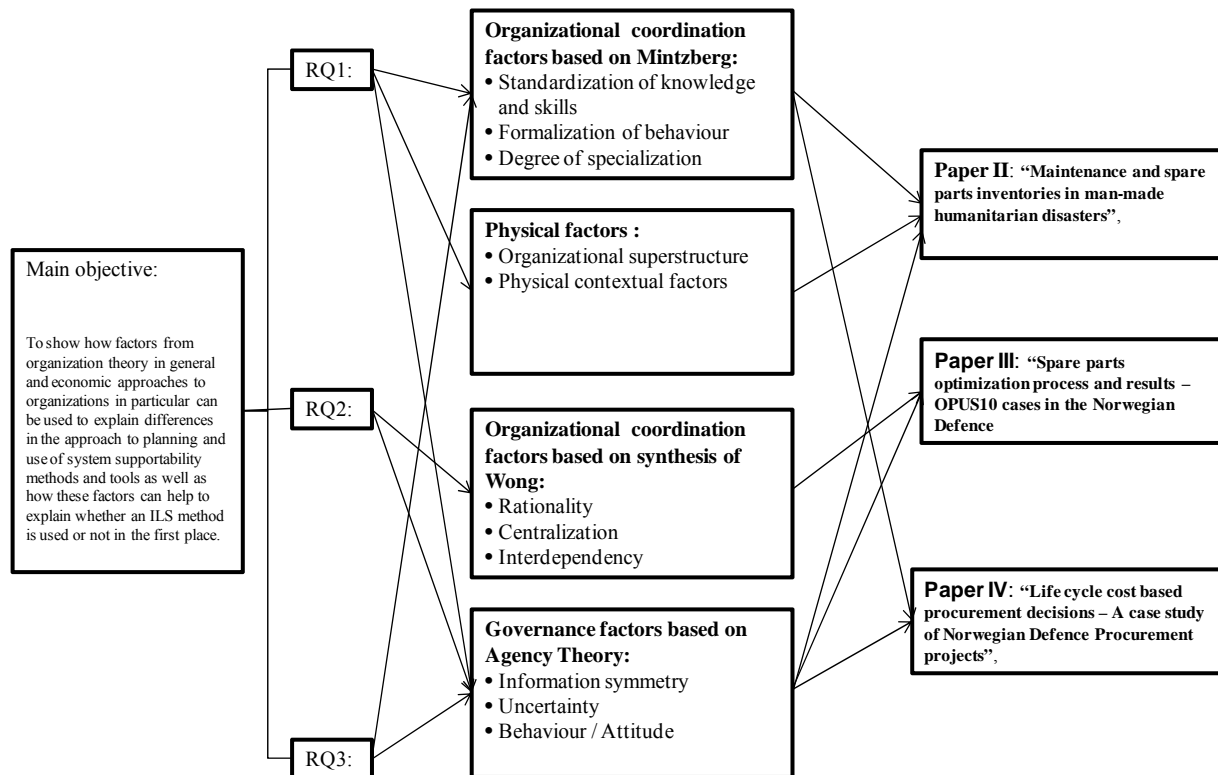 Main objective:
To show how factors from
organization theory in general
and economic approaches to
organizations in particular can
be used to explain differences
in the approach to planning and
use of system supportability
methods and tools as well as
how these factors can help to
explain whether an ILS method
is used or not in the first place.
RQ1:
RQ2:
RQ3:
Organizational coordination
factors based on Mintzberg:
• Standardization of knowledge
and skills
• Formalization of behaviour
• Degree of specialization
Physical factors :
• Organizational superstructure
• Physical contextual factors
Organizational coordination
factors based on synthesis of
Wong:
• Rationality
• Centralization
• Interdependency
Governance factors based on
Agency Theory:
• Information symmetry
• Uncertainty
• Behaviour / Attitude
Paper II: “Maintenance and spare
parts inventories in man-made
humanitarian disasters”,
Paper III: “Spare parts
optimization process and results –
OPUS10 cases in the Norwegian
Defence
Paper IV: “Life cycle cost based
procurement decisions – A case study
of Norwegian Defence Procurement
projects”,